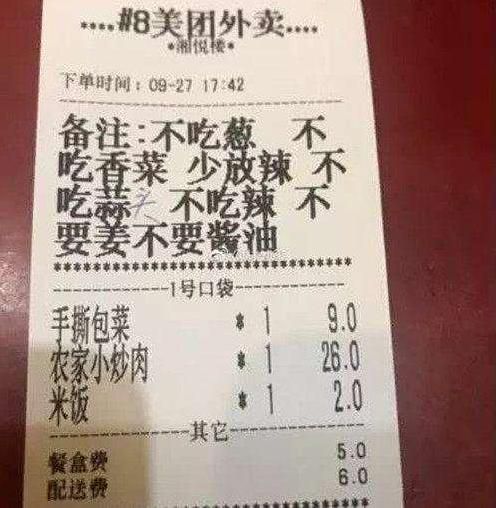 ....#8美团外卖....
*湘悦楼*
下单时间: 09-27 17:42
备注:不吃葱 不
吃香菜 少放辣 不
吃蒜 不吃辣 不
要姜不要酱油
1号口袋
手撕包菜 * 1 9.0
农家小炒肉 * 1 26.0
米饭 * 1 2.0
其它
餐盒费 5.0
配送费 6.0